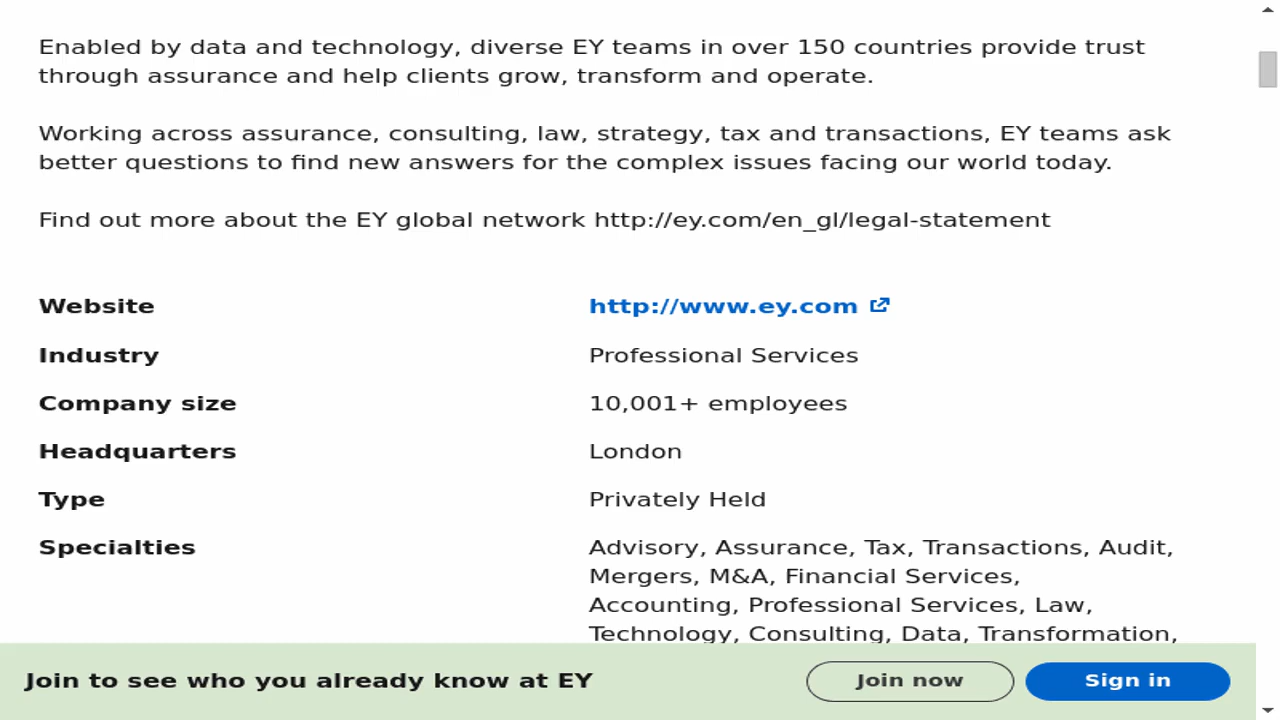 Enabled by data and technology, diverse EY teams in over 150 countries provide trust
through assurance and help clients grow, transform and operate.
Working across assurance, consulting, law, strategy, tax and transactions, EY teams ask
better questions to find new answers for the complex issues facing our world today.
Find out more about the EY global network http://ey.com/en_gl/legal-statement
Website http://www.ey.com
Industry Professional Services
Company size 10,001+ employees
Headquarters London
Type Privately Held
Specialties Advisory, Assurance, Tax, Transactions, Audit,
Mergers, M&A, Financial Services,
Accounting, Professional Services, Law,
Technology, Consulting, Data, Transformation,
Join to see who you already know at EY Join now Sign in